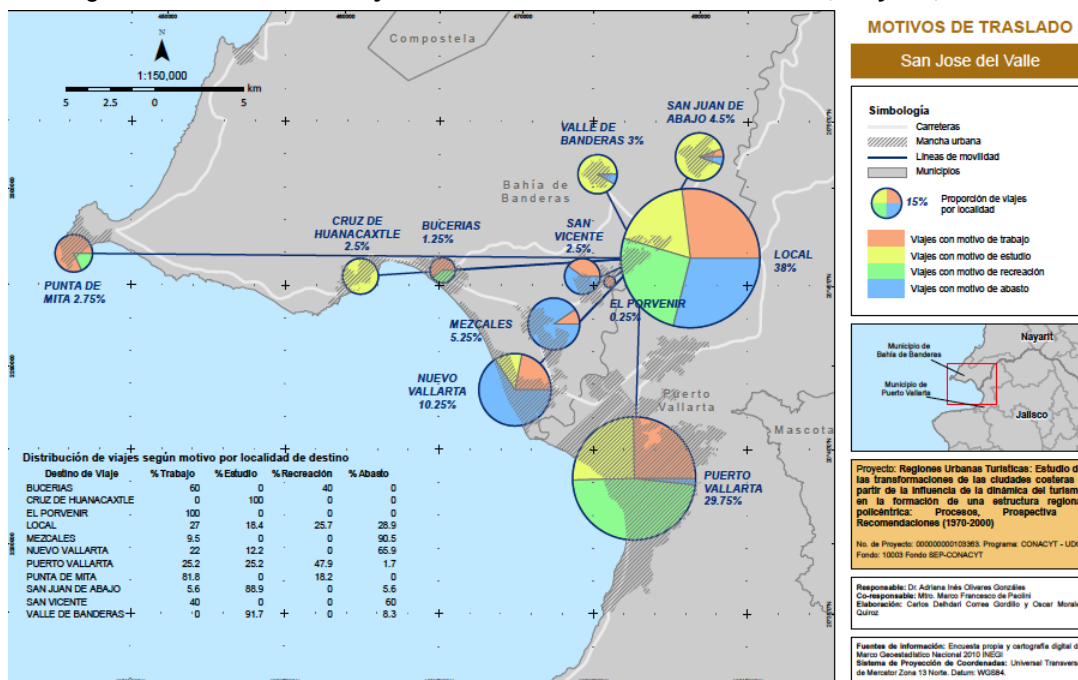 Compostela
N
1:150,000
km
5 2.5 0 5
SAN JUAN DE
ABAJO 4.5%
VALLE DE
BANDERAS 3%
Bahía de
Banderas
CRUZ DE
HUANACAXTLE
2.5%
BUCERIAS
1.25%
SAN
VICENTE
2.5%
LOCAL
38%
PUNTA DE
MITA 2.75%
EL PORVENIR
0.25%
MEZCALES
5.25%
NUEVO
VALLARTA
10.25%
Puerto
Vallarta
Mascota
PUERTO
VALLARTA
29.75%
Distribución de viajes según motivo por localidad de destino
Destino de Viaje %Trabajo %Estudio %Recreación %Abasto
BUCERIAS 60 0 40 0
CRUZ DE HUANACAXTLE 0 100 0 0
EL PORVENIR 100 0 0 0
LOCAL 27 18.4 25.7 28.9
MEZCALES 9.5 0 0 90.5
NUEVO VALLARTA 22 12.2 0 65.9
PUERTO VALLARTA 25.2 25.2 47.9 1.7
PUNTA DE MITA 81.8 0 18.2 0
SAN JUAN DE ABAJO 5.6 88.9 0 5.6
SAN VICENTE 40 0 0 60
VALLE DE BANDERAS 0 91.7 0 8.3
MOTIVOS DE TRASLADO
San Jose del Valle
Simbología
Carreteras
Mancha urbana
Líneas de movilidad
Municipios
15% Proporción de viajes
por localidad
Viajes con motivo de trabajo
Viajes con motivo de estudio
Viajes con motivo de recreación
Viajes con motivo de abasto
Nayarit
Municipio de
Bahía de Banderas
Municipio de
Puerto Vallarta
Jalisco
Proyecto: Regiones Urbanas Turísticas: Estudio d
las transformaciones de las ciudades costeras
partir de la influencia de la dinámica del turism
en la formación de una estructura regiona
policéntrica: Procesos, Prospectiva
Recomendaciones (1970-2000)
No. de Proyecto: 000000000103363. Programa: CONACYT - UD
Fondo: 10003 Fondo SEP-CONACYT
Responsable: Dr. Adriana Inés Olivares Gonzáles
Co-responsable: Mtro. Marco Francesco de Paolini
Elaboración: Carlos Delhdari Correa Gordillo y Oscar Morale
Quiroz
Fuentes de Información: Encuesta propia y cartografía digital d
Marco Geoestadístico Nacional 2010 INEGI
Sistema de Proyección de Coordenadas: Universal Transvers
de Mercator Zona 13 Norte. Datum: WGS84.